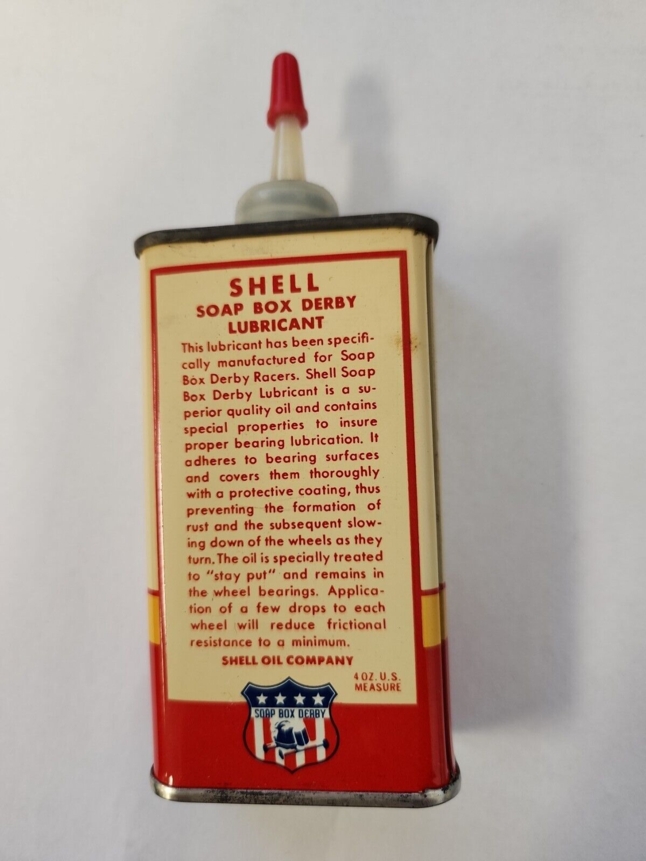 SHELL
SOAP BOX DERBY
LUBRICANT
This lubricant has been specifi-
cally manufactured for Soap
Box Derby Racers. Shell Soap
Box Derby Lubricant is a su-
perior quality oil and contains
special properties to insure
proper bearing lubrication. It
adheres to bearing surfaces
and covers them thoroughly
with a protective coating, thus
preventing the formation of
rust and the subsequent slow-
ing down of the wheels as they
turn. The oil is specially treated
to "stay put" and remains in
the wheel bearings. Applica-
tion of a few drops to each
wheel will reduce frictional
resistance to a minimum.
SHELL OIL COMPANY
4 OZ. U.S.
MEASURE
SOAP BOX DERBY